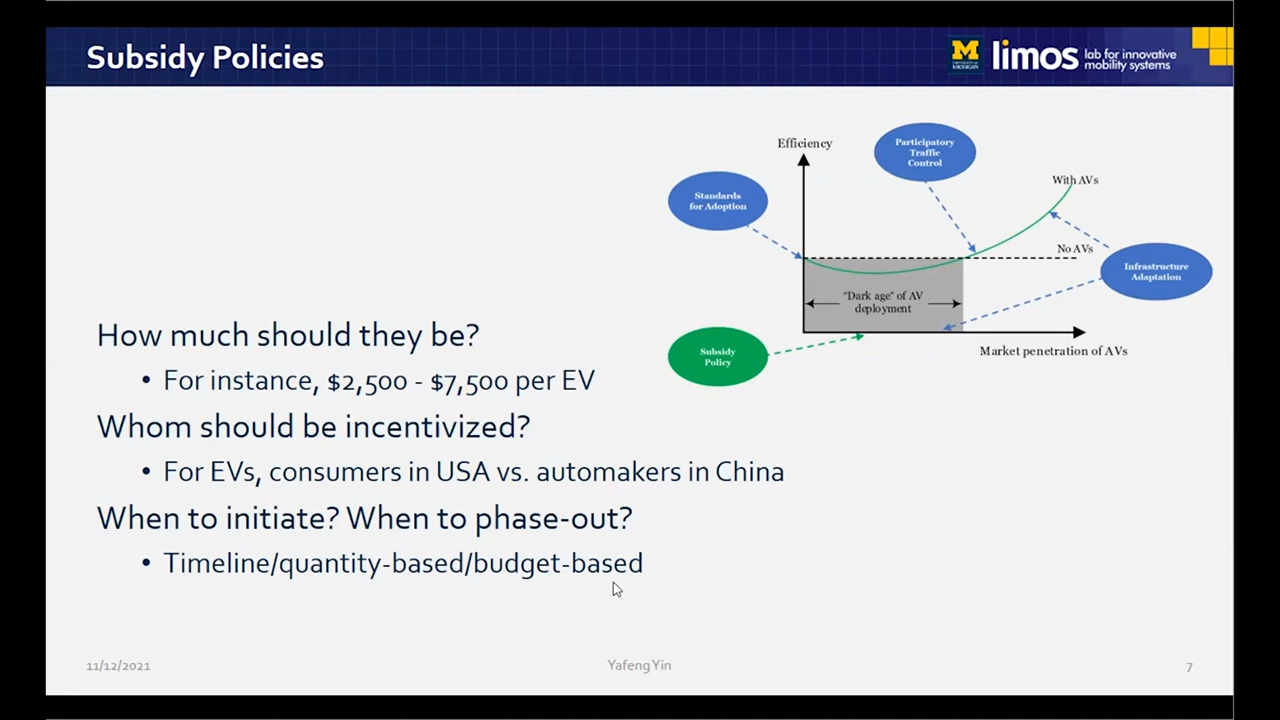 Subsidy Policies
M
UNIVERSITY OF
MICHIGAN
limos
lab for innovative
mobility systems
Efficiency
Participatory
Traffic
Control
With AVs
Standards
for Adoption
No AVs
Infrastructure
Adaptation
"Dark age" of AV
deployment
Subsidy
Policy
Market penetration of AVs
How much should they be?
• For instance, $2,500 - $7,500 per EV
Whom should be incentivized?
• For EVs, consumers in USA vs. automakers in China
When to initiate? When to phase-out?
• Timeline/quantity-based/budget-based
11/12/2021
Yafeng Yin
7